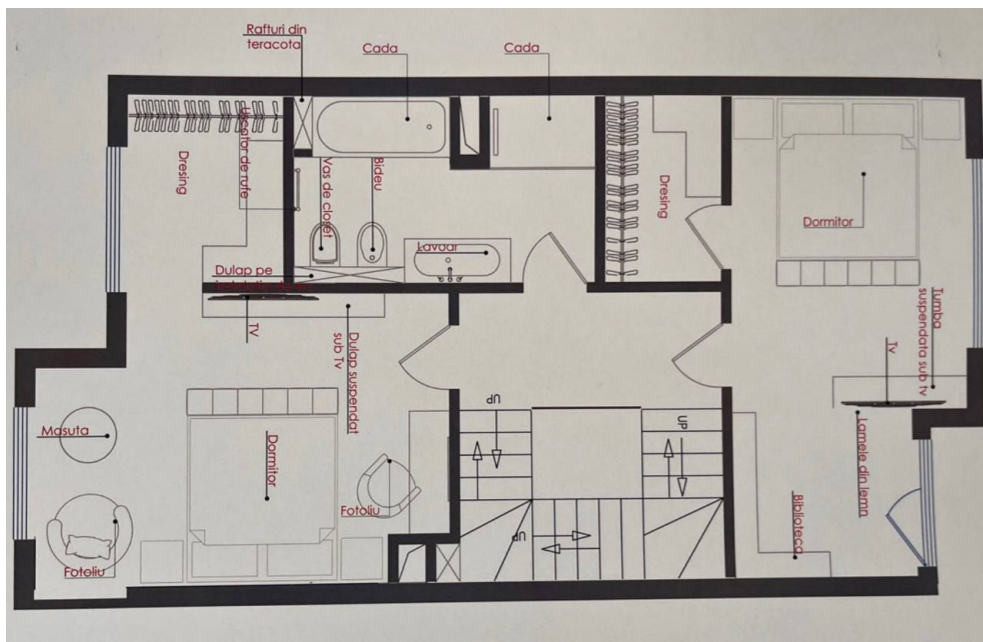 Rafturi din
teracota
Cada
Cada
Uscator de rufe
Dresing
Vas de closet
Bideu
Dresing
Dormitor
Lavoar
Dulap pe
TV
Dulap suspendat
sub Tv
Tumba
suspendata sub tv
Tv
Masuta
Dormitor
Fotoliu
Fotoliu
UP
UP
UP
Lamele din lemn
Biblioteca